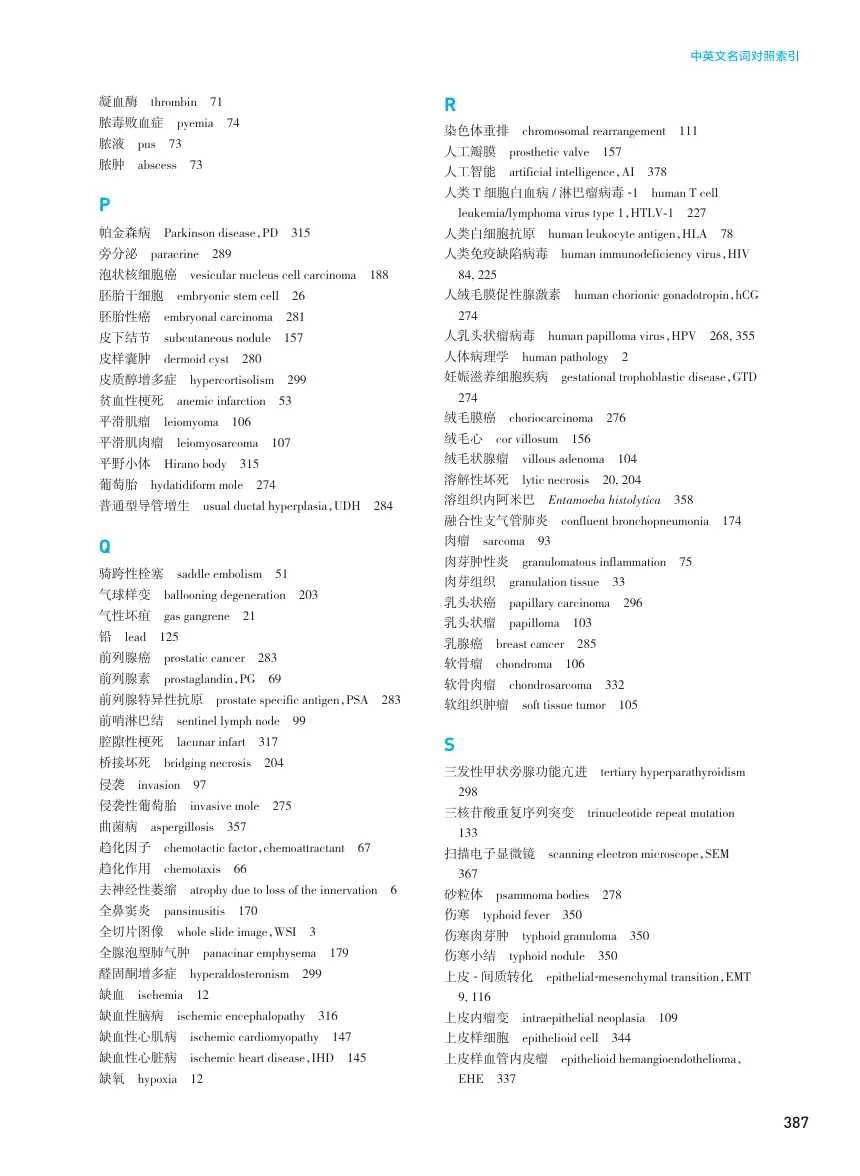 中英文名词对照索引
凝血酶 thrombin 71
脓毒败血症 pyemia 74
脓液 pus 73
脓肿 abscess 73
P
帕金森病 Parkinson disease,PD 315
旁分泌 paracrine 289
泡状核细胞癌 vesicular nucleus cell carcinoma 188
胚胎干细胞 embryonic stem cell 26
胚胎性癌 embryonal carcinoma 281
皮下结节 subcutaneous nodule 157
皮样囊肿 dermoid cyst 280
皮质醇增多症 hypercortisolism 299
贫血性梗死 anemic infarction 53
平滑肌瘤 leiomyoma 106
平滑肌肉瘤 leiomyosarcoma 107
平野小体 Hirano body 315
葡萄胎 hydatidiform mole 274
普通型导管增生 usual ductal hyperplasia,UDH 284
Q
骑跨性栓塞 saddle embolism 51
气球样变 ballooning degeneration 203
气性坏疽 gas gangrene 21
铅 lead 125
前列腺癌 prostatic cancer 283
前列腺素 prostaglandin,PG 69
前列腺特异性抗原 prostate specific antigen,PSA 283
前哨淋巴结 sentinel lymph node 99
腔隙性梗死 lacunar infart 317
桥接坏死 bridging necrosis 204
侵袭 invasion 97
侵袭性葡萄胎 invasive mole 275
曲菌病 aspergillosis 357
趋化因子 chemotactic factor,chemoattractant 67
趋化作用 chemotaxis 66
去神经性萎缩 atrophy due to loss of the innervation 6
全鼻窦炎 pansinusitis 170
全切片图像 whole slide image,WSI 3
全腺泡型肺气肿 panacinar emphysema 179
醛固酮增多症 hyperaldosteronism 299
缺血 ischemia 12
缺血性脑病 ischemic encephalopathy 316
缺血性心肌病 ischemic cardiomyopathy 147
缺血性心脏病 ischemic heart disease,IHD 145
缺氧 hypoxia 12
R
染色体重排 chromosomal rearrangement 111
人工瓣膜 prosthetic valve 157
人工智能 artificial intelligence,AI 378
人类 T 细胞白血病 / 淋巴瘤病毒 -1 human T cell
leukemia/lymphoma virus type 1,HTLV-1 227
人类白细胞抗原 human leukocyte antigen,HLA 78
人类免疫缺陷病毒 human immunodeficiency virus,HIV
84, 225
人绒毛膜促性腺激素 human chorionic gonadotropin,hCG
274
人乳头状瘤病毒 human papilloma virus,HPV 268, 355
人体病理学 human pathology 2
妊娠滋养细胞疾病 gestational trophoblastic disease,GTD
274
绒毛膜癌 choriocarcinoma 276
绒毛心 cor villosum 156
绒毛状腺瘤 villous adenoma 104
溶解性坏死 lytic necrosis 20, 204
溶组织内阿米巴 Entamoeba histolytica 358
融合性支气管肺炎 confluent bronchopneumonia 174
肉瘤 sarcoma 93
肉芽肿性炎 granulomatous inflammation 75
肉芽组织 granulation tissue 33
乳头状癌 papillary carcinoma 296
乳头状瘤 papilloma 103
乳腺癌 breast cancer 285
软骨瘤 chondroma 106
软骨肉瘤 chondrosarcoma 332
软组织肿瘤 soft tissue tumor 105
S
三发性甲状旁腺功能亢进 tertiary hyperparathyroidism
298
三核苷酸重复序列突变 trinucleotide repeat mutation
133
扫描电子显微镜 scanning electron microscope,SEM
367
砂粒体 psammoma bodies 278
伤寒 typhoid fever 350
伤寒肉芽肿 typhoid granuloma 350
伤寒小结 typhoid nodule 350
上皮 - 间质转化 epithelial-mesenchymal transition,EMT
9, 116
上皮内瘤变 intraepithelial neoplasia 109
上皮样细胞 epithelioid cell 344
上皮样血管内皮瘤 epithelioid hemangioendothelioma,
EHE 337
387